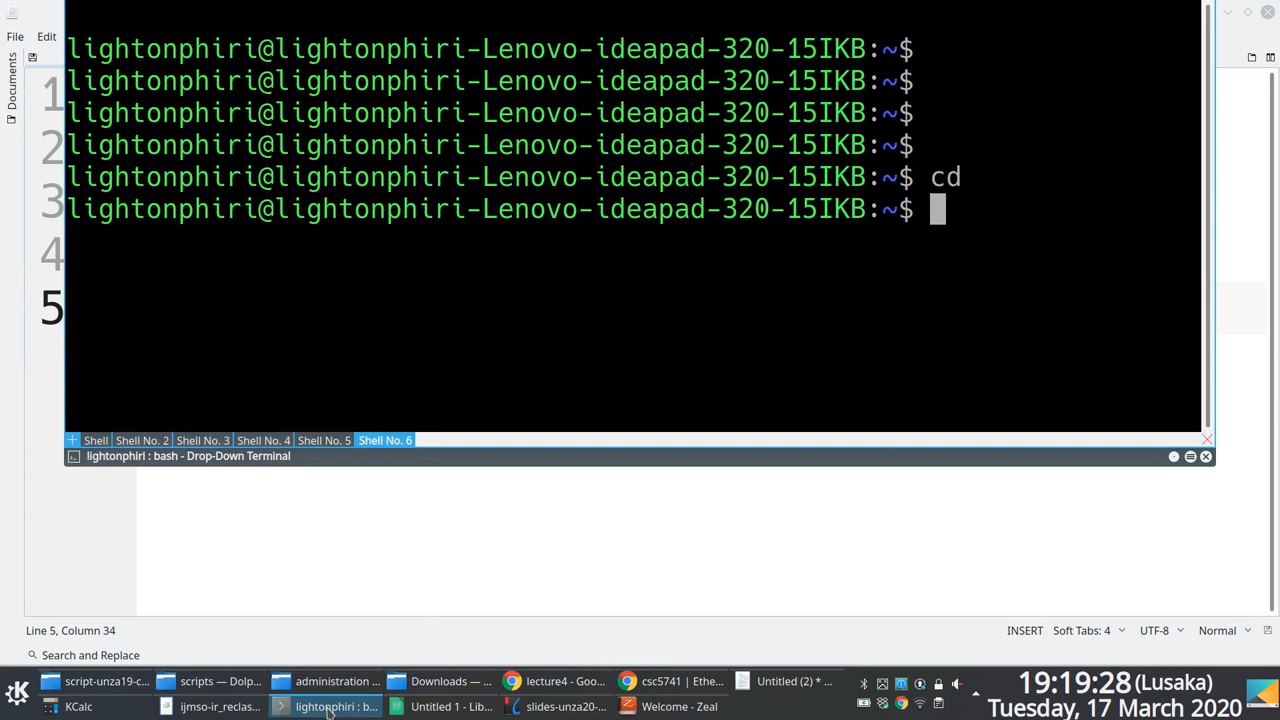 File Edit
Documents
1
2
3
4
5
lightonphiri@lightonphiri-Lenovo-ideapad-320-15IKB:~$
lightonphiri@lightonphiri-Lenovo-ideapad-320-15IKB:~$
lightonphiri@lightonphiri-Lenovo-ideapad-320-15IKB:~$
lightonphiri@lightonphiri-Lenovo-ideapad-320-15IKB:~$
lightonphiri@lightonphiri-Lenovo-ideapad-320-15IKB:~$ cd
lightonphiri@lightonphiri-Lenovo-ideapad-320-15IKB:~$
Shell Shell No. 2 Shell No. 3 Shell No. 4 Shell No. 5 Shell No. 6
lightonphiri : bash - Drop-Down Terminal
Line 5, Column 34 INSERT Soft Tabs: 4 UTF-8 Normal
Search and Replace
script-unza19-c... scripts — Dolp... administration ... Downloads — ... lecture4 - Goo... csc5741 | Ethe... Untitled (2) * ...
KCalc ijmso-ir_reclas... lightonphiri : b... Untitled 1 - Lib... slides-unza20-... Welcome - Zeal
19:19:28 (Lusaka)
Tuesday, 17 March 2020